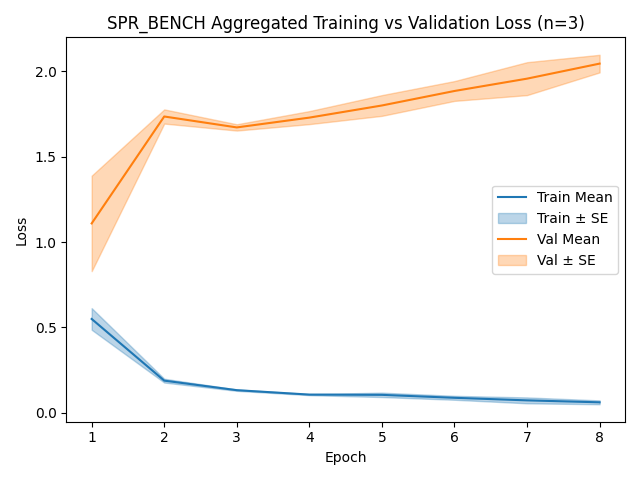 SPR_BENCH Aggregated Training vs Validation Loss (n=3)
Loss
2.0
1.5
1.0
0.5
0.0
Train Mean
Train ± SE
Val Mean
Val ± SE
1 2 3 4 5 6 7 8
Epoch